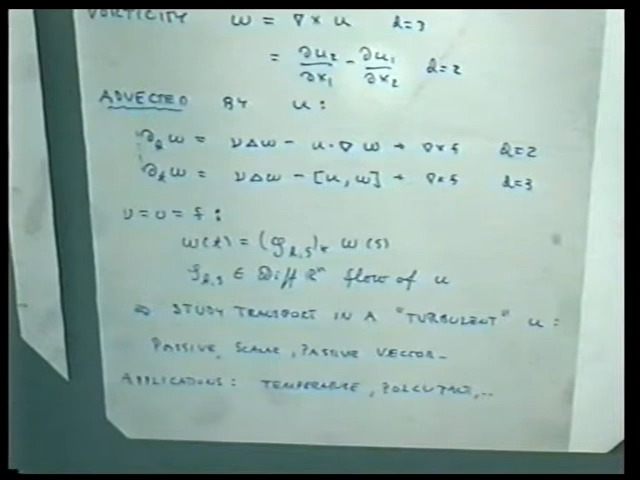 VORTICITY ω = ∇ × u d=3
= ∂u₂/∂x₁ - ∂u₁/∂x₂ d=2
ADVECTED BY u:
∂ₜω = νΔω - u·∇ω + ∇×f d=2
∂ₜω = νΔω - [u, ω] + ∇×f d=3
ν=0=f:
ω(t) = (φₜ,ₛ)* ω(s)
φₜ,ₛ ∈ Diff ℝⁿ flow of u
⇒ STUDY TRANSPORT IN A "TURBULENT" u:
PASSIVE SCALAR, PASSIVE VECTOR
APPLICATIONS: TEMPERATURE, POLLUTANT,..